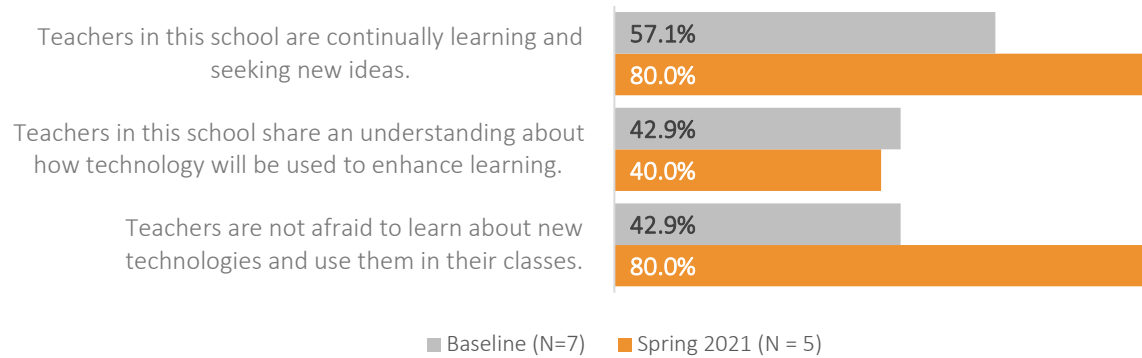 Teachers in this school are continually learning and
seeking new ideas.
57.1%
80.0%
Teachers in this school share an understanding about
how technology will be used to enhance learning.
42.9%
40.0%
Teachers are not afraid to learn about new
technologies and use them in their classes.
42.9%
80.0%
Baseline (N=7) Spring 2021 (N = 5)